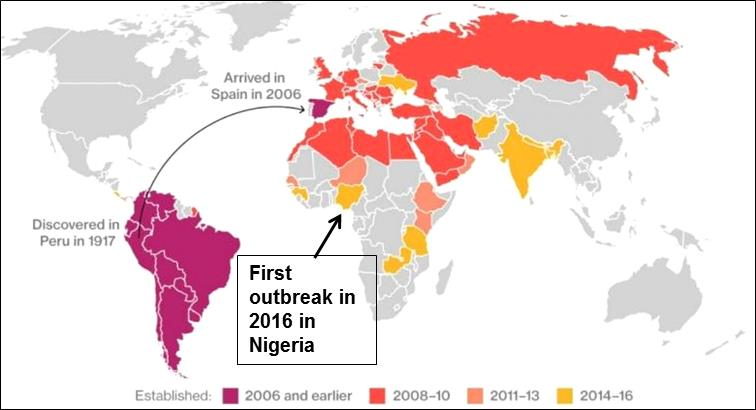 Arrived in
Spain in 2006
Discovered in
Peru in 1917
First
outbreak in
2016 in
Nigeria
Established: 2006 and earlier 2008–10 2011–13 2014–16